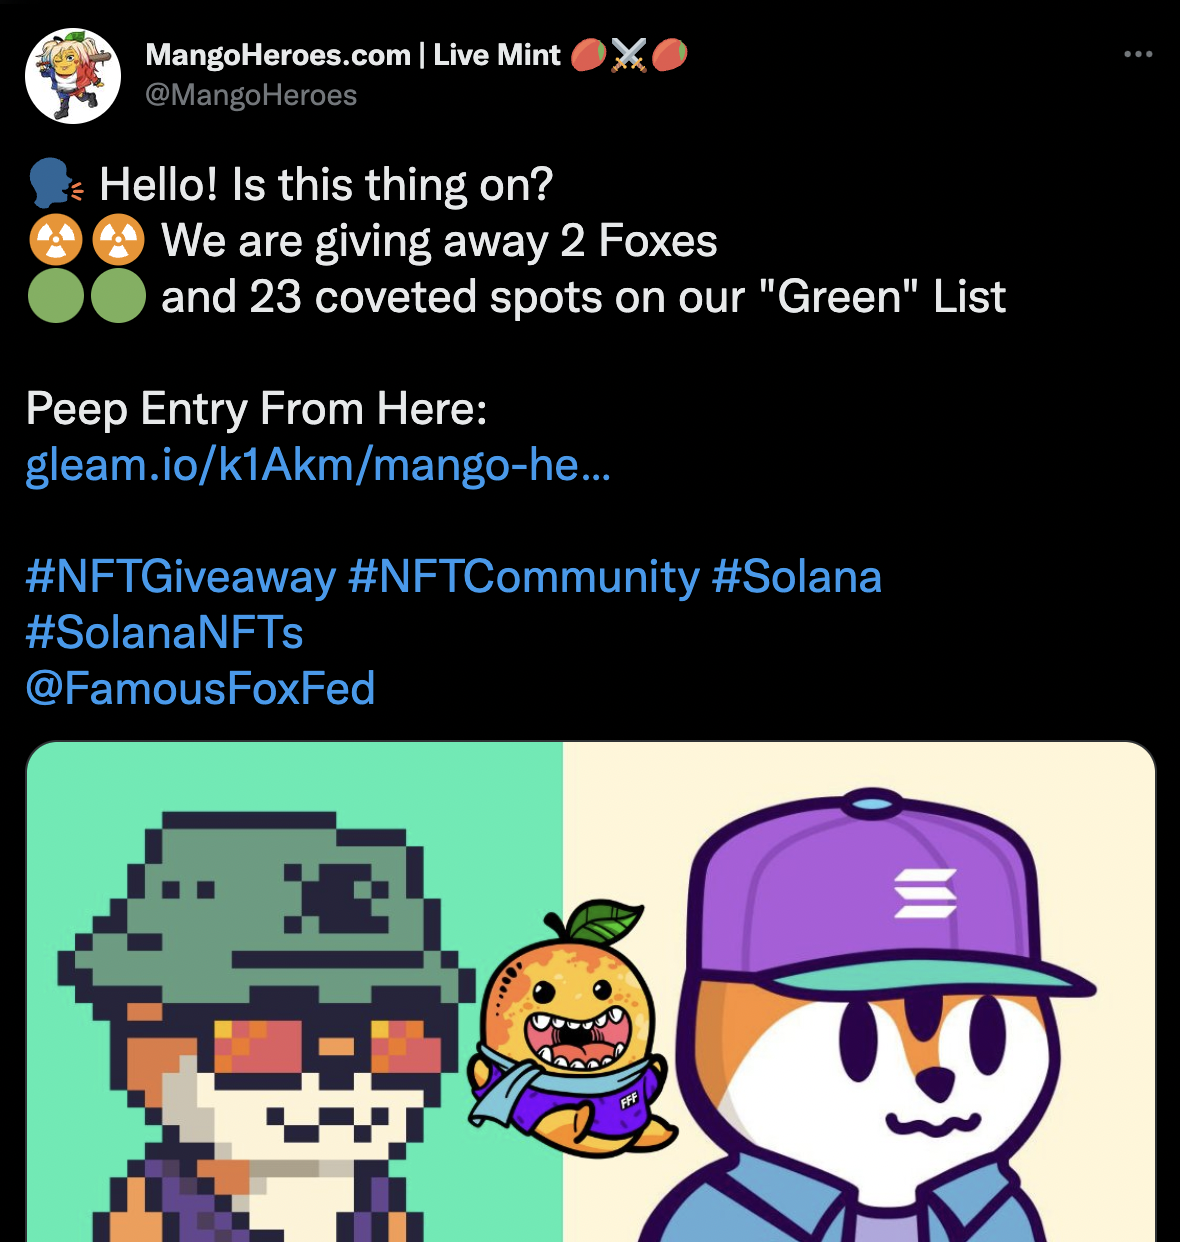 MangoHeroes.com | Live Mint 🥭⚔️🥭
@MangoHeroes
🗣️ Hello! Is this thing on?
☢️☢️ We are giving away 2 Foxes
🟢🟢 and 23 coveted spots on our "Green" List
Peep Entry From Here:
gleam.io/k1Akm/mango-he...
#NFTGiveaway #NFTCommunity #Solana
#SolanaNFTs
@FamousFoxFed
FFF